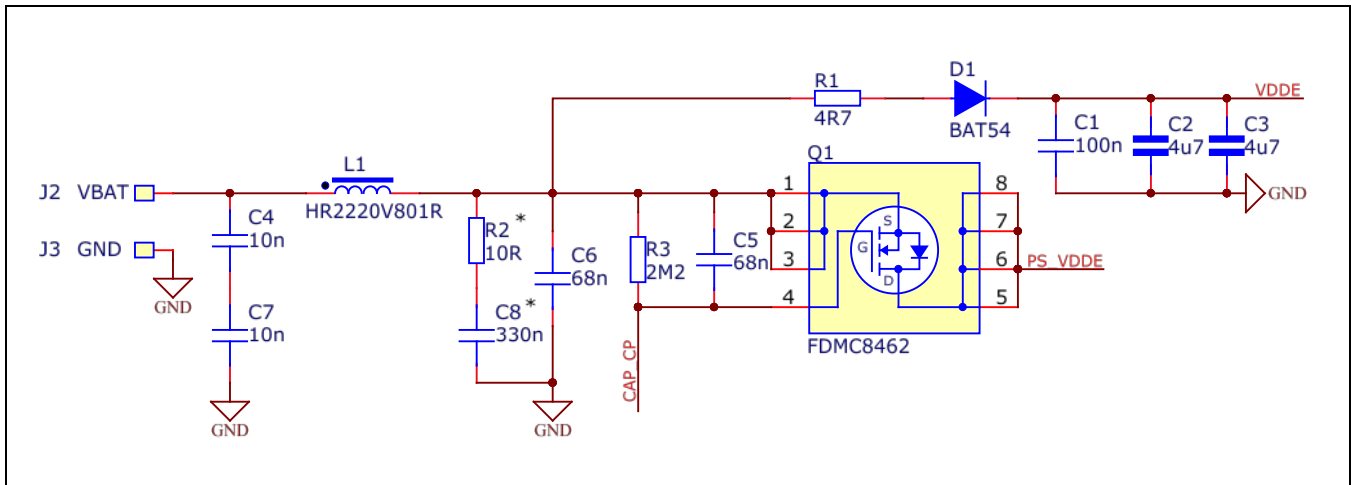 D1
R1
VDDE
4R7
BAT54
C1
100n
C2
4u7
C3
4u7
GND
Q1
L1
J2 VBAT
HR2220V801R
J3 GND
GND
C4
10n
C7
10n
GND
R2 *
10R
C8 *
330n
C6
68n
GND
R3
2M2
C5
68n
CAP_CP
1
2
3
4
S
G
D
8
7
6
5
PS_VDDE
FDMC8462